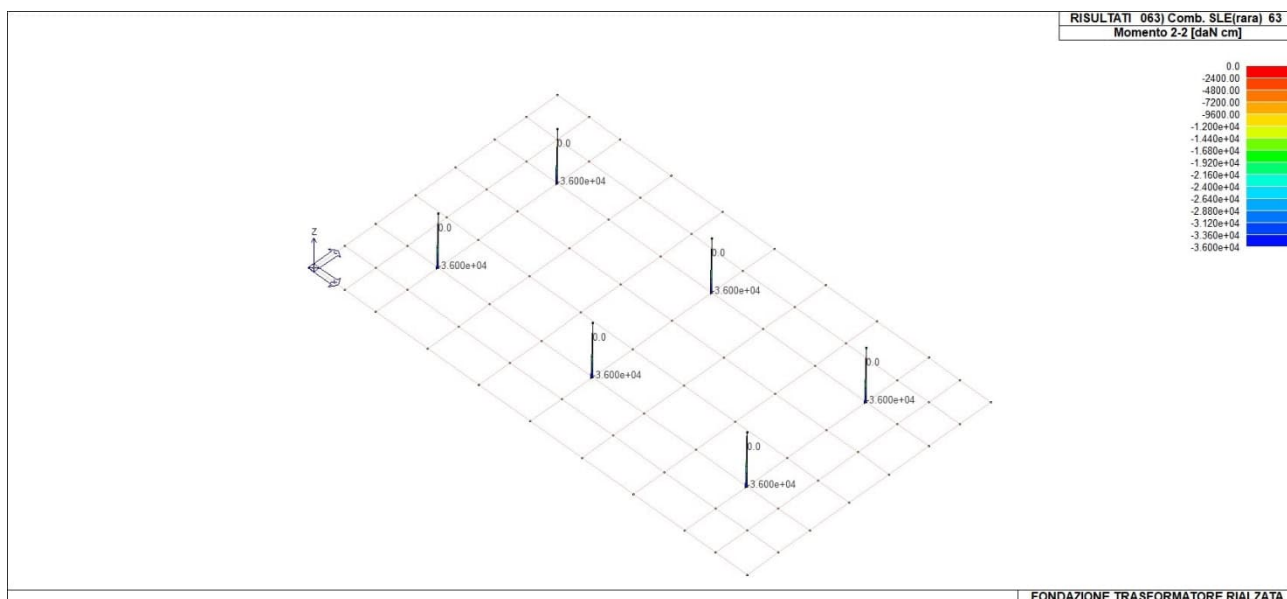 RISULTATI 063) Comb. SLE(rara) 63
Momento 2-2 [daN cm]
0.0
-2400.00
-4800.00
-7200.00
-9600.00
-1.200e+04
-1.440e+04
-1.680e+04
-1.920e+04
-2.160e+04
-2.400e+04
-2.640e+04
-2.880e+04
-3.120e+04
-3.360e+04
-3.600e+04
0.0
-3.600e+04
0.0
-3.600e+04
Z
0.0
-3.600e+04
0.0
-3.600e+04
0.0
-3.600e+04
0.0
-3.600e+04
FONDAZIONE TRASFORMATORE RIALZATA